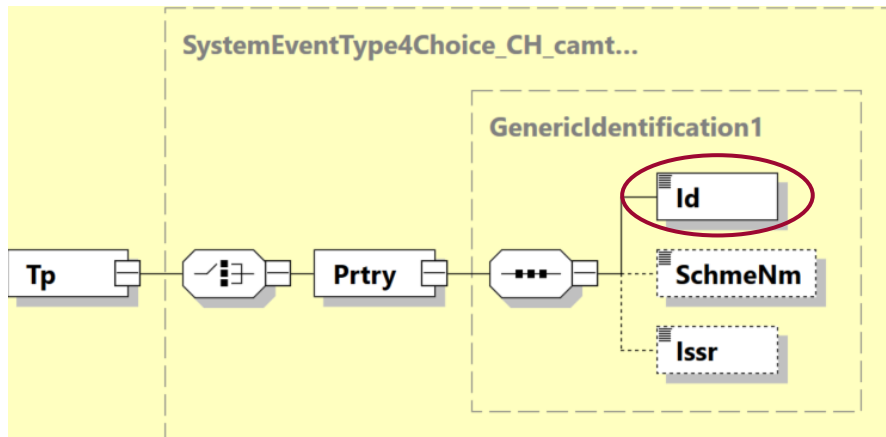 SystemEventType4Choice_CH_camt...
GenericIdentification1
Id
Tp
Prtry
SchmeNm
Issr